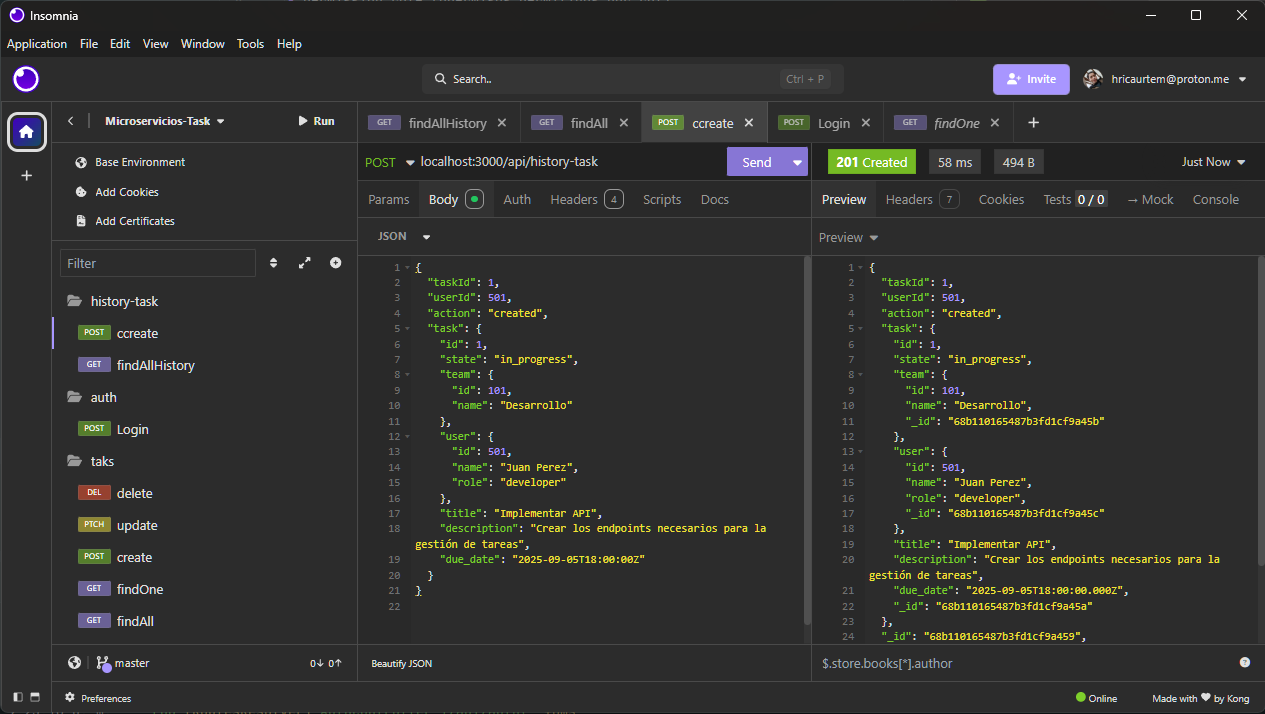 Insomnia
Application File Edit View Window Tools Help
Search.. Ctrl + P
Invite
hricaurtem@proton.me
Microservicios-Task
Run
Base Environment
Add Cookies
Add Certificates
Filter
history-task
POST ccreate
GET findAllHistory
auth
POST Login
taks
DEL delete
PTCH update
POST create
GET findOne
GET findAll
master 0↓ 0↑
Preferences
GET findAllHistory
GET findAll
POST ccreate
POST Login
GET findOne
POST localhost:3000/api/history-task
Send
Params Body Auth Headers 4 Scripts Docs
JSON
1 {
2 "taskId": 1,
3 "userId": 501,
4 "action": "created",
5 "task": {
6 "id": 1,
7 "state": "in_progress",
8 "team": {
9 "id": 101,
10 "name": "Desarrollo"
11 },
12 "user": {
13 "id": 501,
14 "name": "Juan Perez",
15 "role": "developer"
16 },
17 "title": "Implementar API",
18 "description": "Crear los endpoints necesarios para la
gestión de tareas",
19 "due_date": "2025-09-05T18:00:00Z"
20 }
21 }
22
Beautify JSON
201 Created 58 ms 494 B Just Now
Preview Headers 7 Cookies Tests 0 / 0 → Mock Console
Preview
1 {
2 "taskId": 1,
3 "userId": 501,
4 "action": "created",
5 "task": {
6 "id": 1,
7 "state": "in_progress",
8 "team": {
9 "id": 101,
10 "name": "Desarrollo",
11 "_id": "68b110165487b3fd1cf9a45b"
12 },
13 "user": {
14 "id": 501,
15 "name": "Juan Perez",
16 "role": "developer",
17 "_id": "68b110165487b3fd1cf9a45c"
18 },
19 "title": "Implementar API",
20 "description": "Crear los endpoints necesarios para la
gestión de tareas",
21 "due_date": "2025-09-05T18:00:00.000Z",
22 "_id": "68b110165487b3fd1cf9a45a"
23 },
24 "_id": "68b110165487b3fd1cf9a459",
$.store.books[*].author
Online
Made with ♥ by Kong